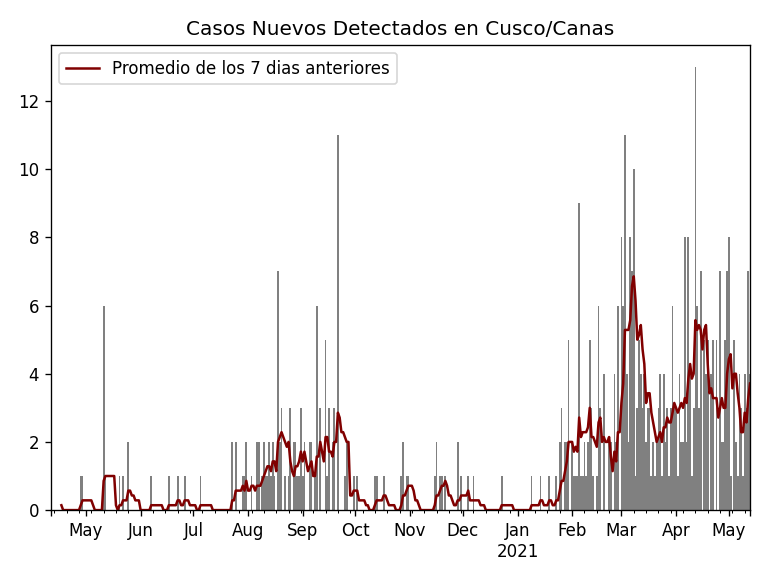 Casos Nuevos Detectados en Cusco/Canas
Promedio de los 7 dias anteriores
12
10
8
6
4
2
0
May Jun Jul Aug Sep Oct Nov Dec Jan Feb Mar Apr May
2021